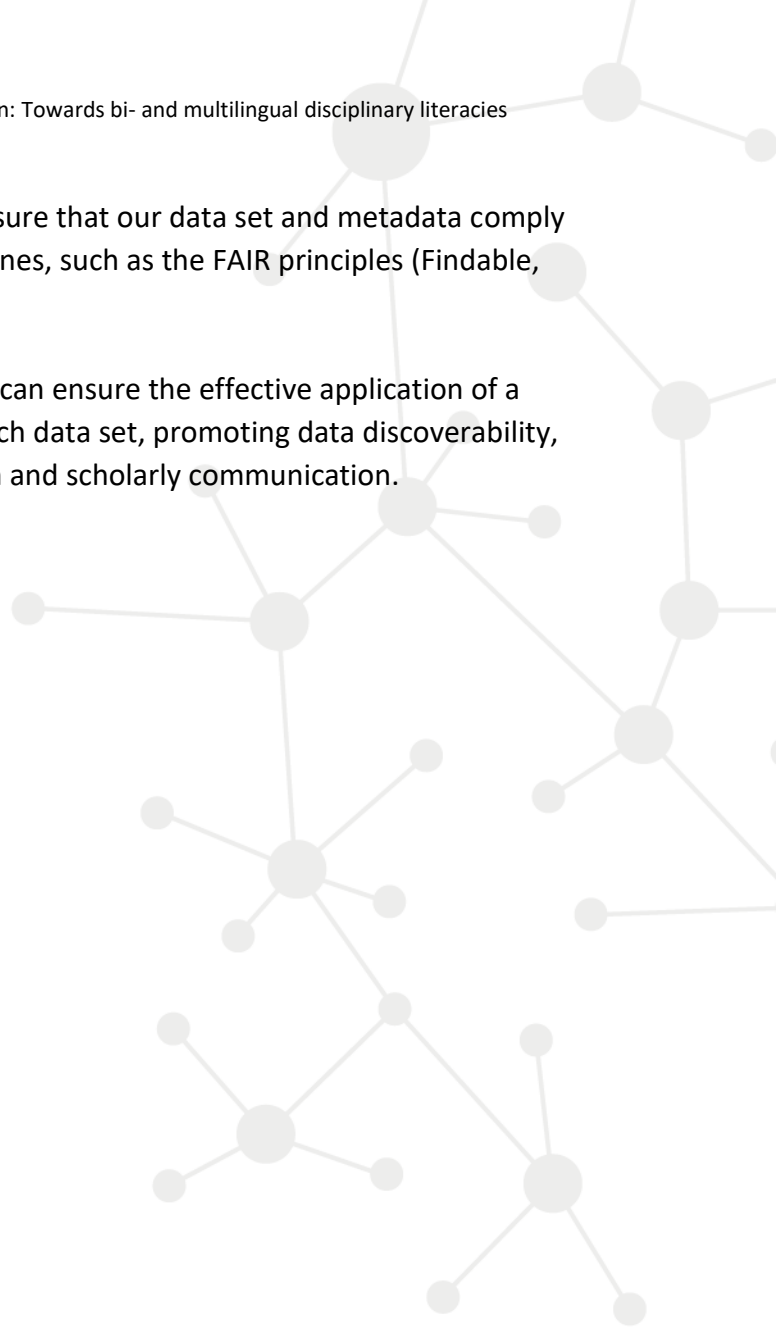 n: Towards bi- and multilingual disciplinary literacies
sure that our data set and metadata comply
nes, such as the FAIR principles (Findable,
can ensure the effective application of a
ch data set, promoting data discoverability,
and scholarly communication.